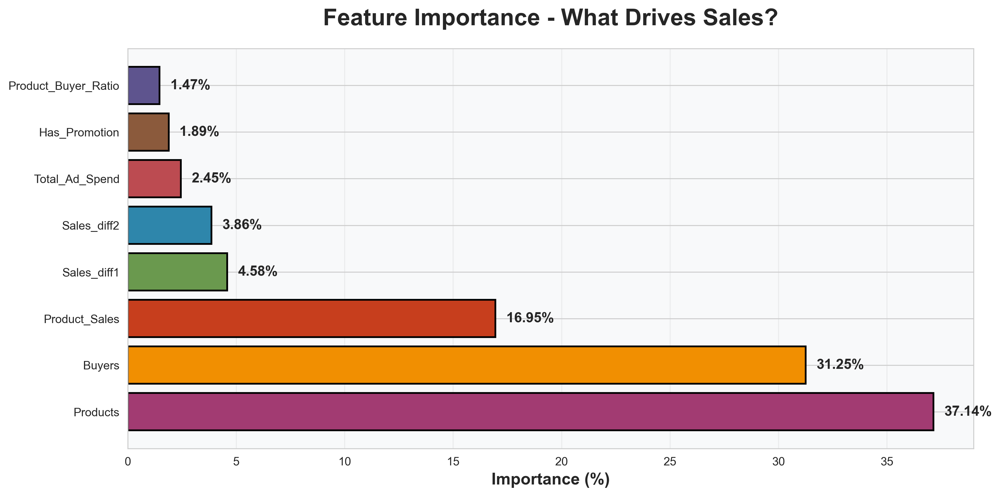 Feature Importance - What Drives Sales?
Product_Buyer_Ratio 1.47%
Has_Promotion 1.89%
Total_Ad_Spend 2.45%
Sales_diff2 3.86%
Sales_diff1 4.58%
Product_Sales 16.95%
Buyers 31.25%
Products 37.14%
0 5 10 15 20 25 30 35
Importance (%)